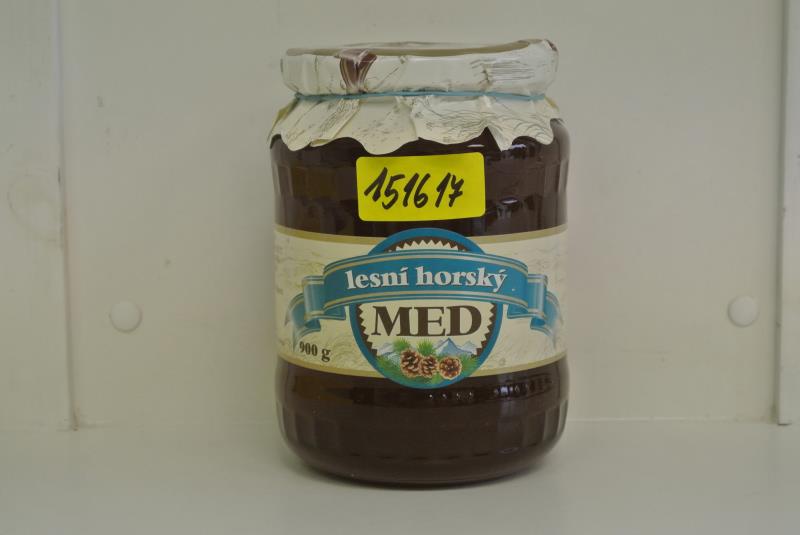 151617
lesní horský
MED
900 g